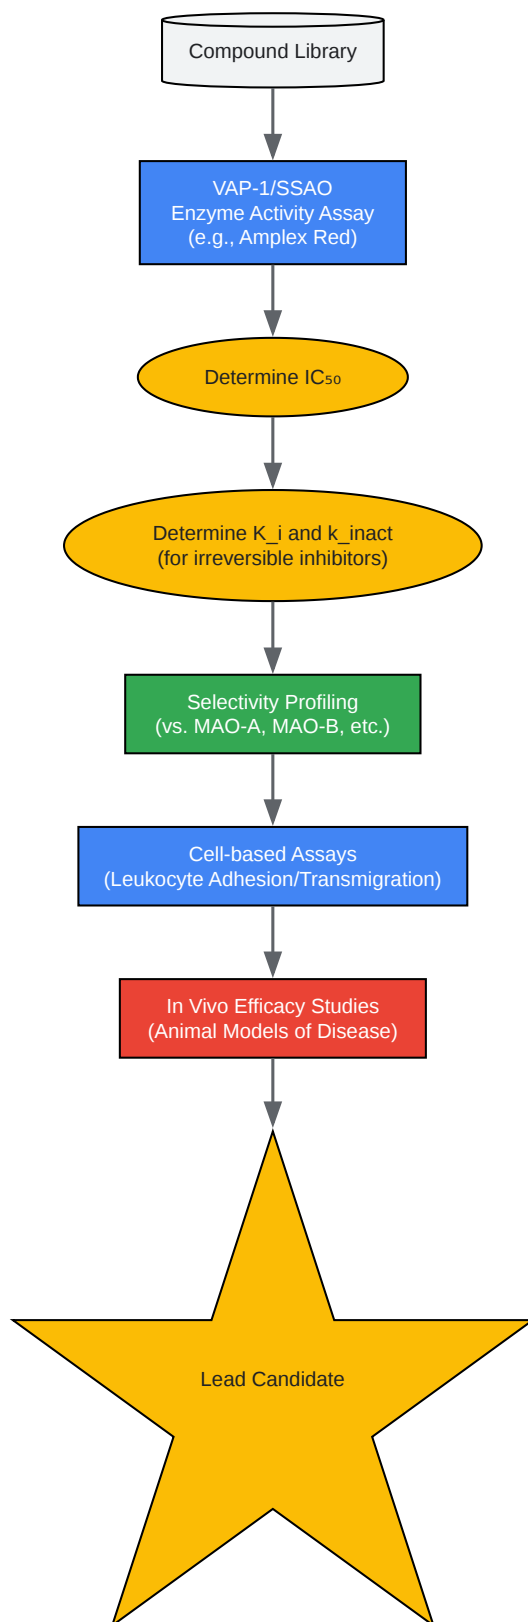 Compound Library
VAP-1/SSAO
Enzyme Activity Assay
(e.g., Amplex Red)
Determine IC₅₀
Determine K_i and k_inact
(for irreversible inhibitors)
Selectivity Profiling
(vs. MAO-A, MAO-B, etc.)
Cell-based Assays
(Leukocyte Adhesion/Transmigration)
In Vivo Efficacy Studies
(Animal Models of Disease)
Lead Candidate